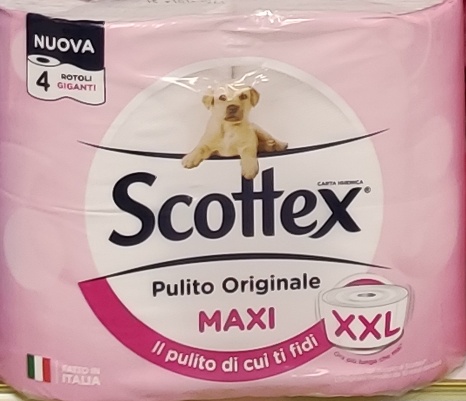 NUOVA
4 ROTOLI
GIGANTI
CARTA IGIENICA
Scottex®
Pulito Originale
MAXI
XXL
Il pulito di cui ti fidi
FATTO IN
ITALIA